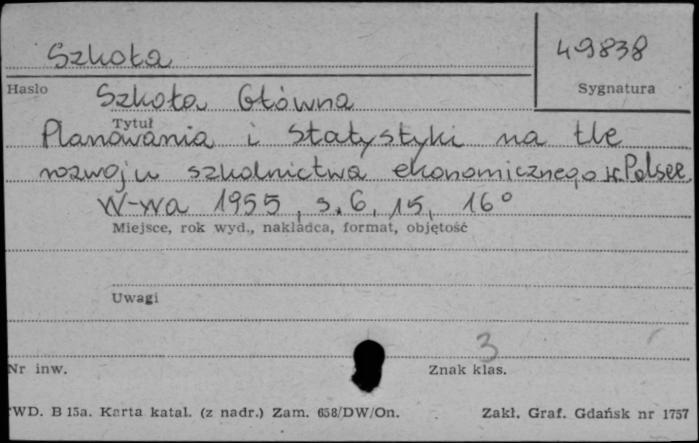 Szkoła
49838
Hasło
Sygnatura
Szkoła Główna
Tytuł
Planowania i Statystyki na tle
rozwoju szkolnictwa ekonomicznego w Polsce
W-wa 1955, s. 6, 15, 16°
Miejsce, rok wyd., nakładca, format, objętość
Uwagi
3
Nr inw.
Znak klas.
WD. B 15a. Karta katal. (z nadr.) Zam. 658/DW/On.
Zakł. Graf. Gdańsk nr 1757